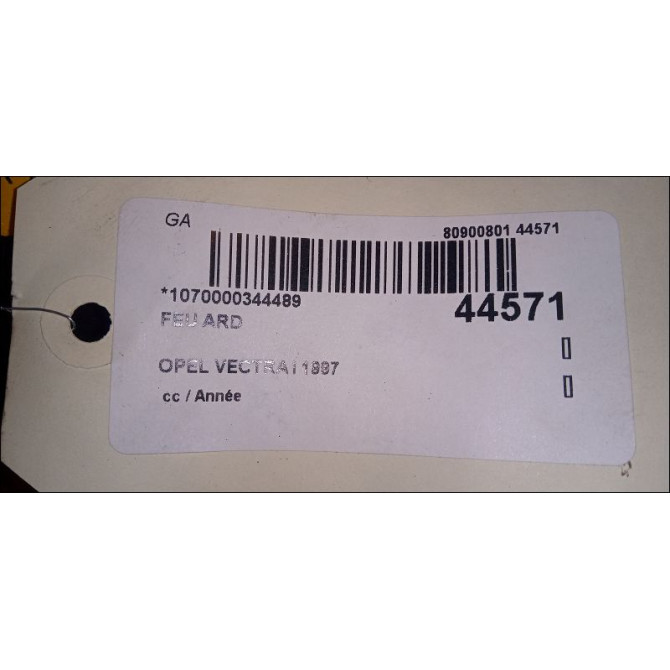 GA
80900801 44571
*1070000344489
44571
FEU ARD
OPEL VECTRA I 1997
cc / Année